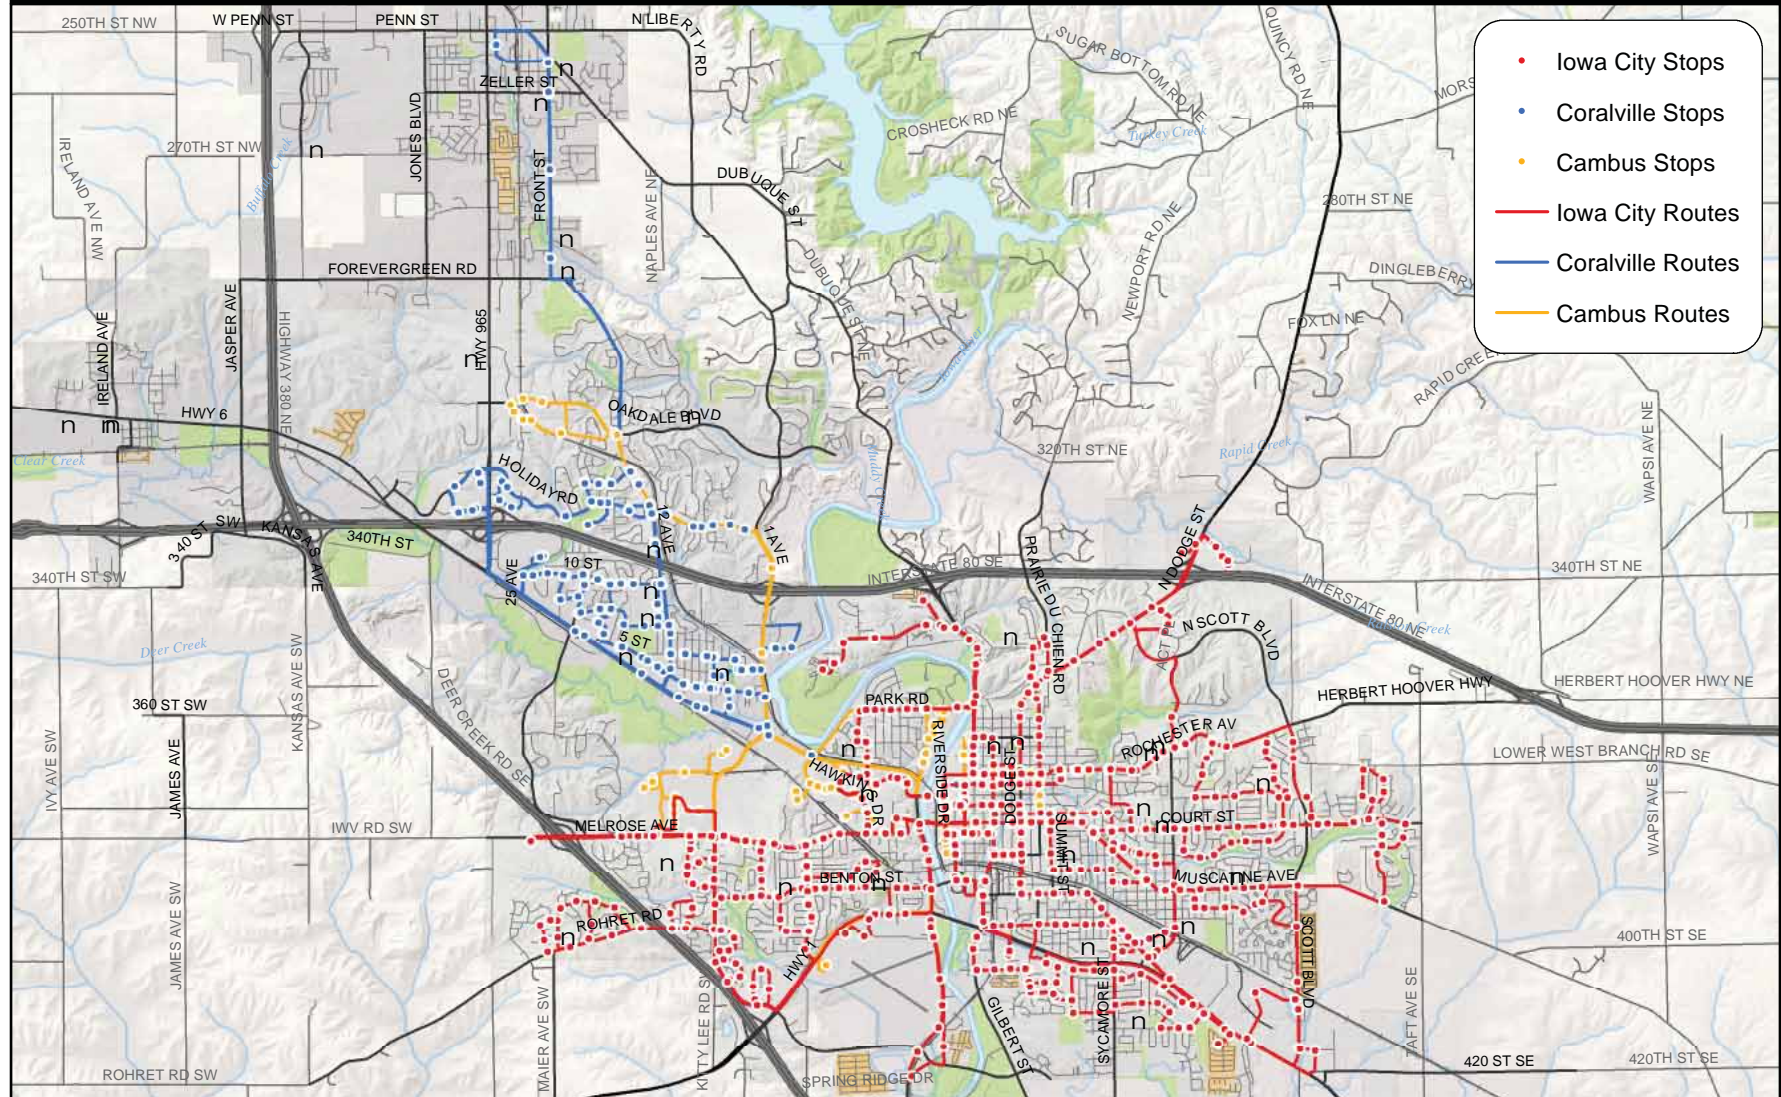 250TH ST NW
W PENN ST
PENN ST
N LIBERTY RD
SUGAR BOTTOM RD NE
QUINCY RD NE
Iowa City Stops
Coralville Stops
Cambus Stops
Iowa City Routes
Coralville Routes
Cambus Routes
ZELLER ST
n
n
JONES BLVD
CROSHECK RD NE
Turkey Creek
MORS
IRELAND AVE NW
270TH ST NW
n
Buffalo Creek
FRONT ST
NAPLES AVE NE
DUBUQUE ST
280TH ST NE
NEWPORT RD NE
n
n
FOREVERGREEN RD
DUBUQUE ST NE
DINGLEBERRY
IRELAND AVE
JASPER AVE
HIGHWAY 380 NE
HWY 965
n
FOX LN NE
RAPID CREE
HWY 6
n
m
OAKDALE BLVD
n
320TH ST NE
Rapid Creek
WAPSI AVE NE
Clear Creek
HOLIDAY RD
340 ST SW
KANSAS AVE
340TH ST
12 AVE
1 AVE
n
PRAIRIE DU CHIEN RD
N DODGE ST
340TH ST SW
25 AVE
10 ST
INTERSTATE 80 SE
INTERSTATE 80 NE
340TH ST NE
n
n
5 ST
n
n
n
ACT PL
N SCOTT BLVD
Deer Creek
KANSAS AVE SW
DEER CREEK RD SE
HERBERT HOOVER HWY
HERBERT HOOVER HWY NE
360 ST SW
PARK RD
RIVERSIDE DR
ROCHESTER AV
n
n
n
n
LOWER WEST BRANCH RD SE
IVY AVE SW
JAMES AVE
HAWKINS DR
n
DODGE ST
n
n
WAPSI AVE SE
IWV RD SW
MELROSE AVE
SUMMIT ST
COURT ST
n
n
n
BENTON ST
n
n
MUSCATINE AVE
n
JAMES AVE SW
ROHRET RD
n
HWY 1
n
n
n
SCOTT BLVD
400TH ST SE
MAIER AVE SW
KITTY LEE RD S
GILBERT ST
SYCAMORE ST
n
TAFT AVE SE
ROHRET RD SW
SPRING RIDGE DR
420 ST SE
420TH ST SE